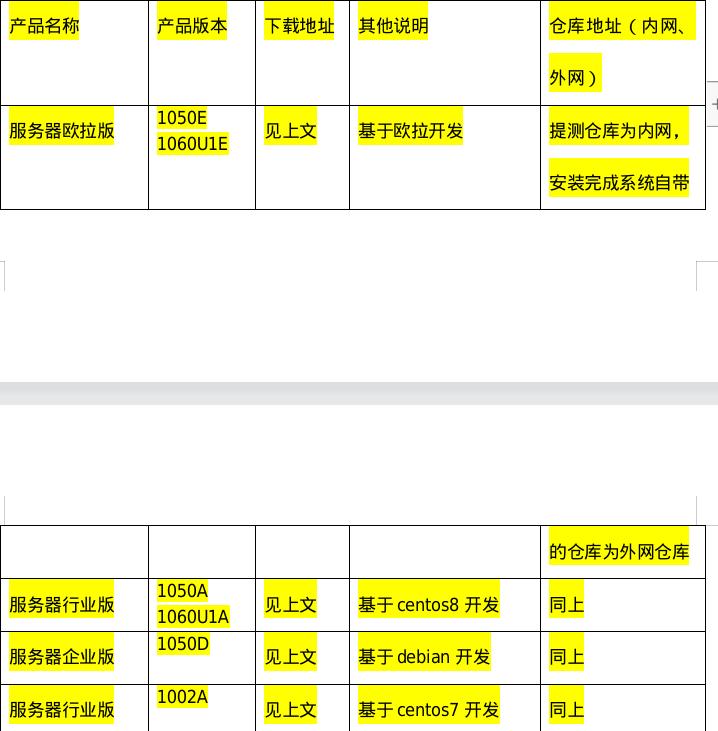 产品名称 产品版本 下载地址 其他说明 仓库地址（内网、
外网）
服务器欧拉版 1050E 见上文 基于欧拉开发 提测仓库为内网，
1060U1E
安装完成系统自带
的仓库为外网仓库
服务器行业版 1050A 见上文 基于 centos8 开发 同上
1060U1A
服务器企业版 1050D 见上文 基于 debian 开发 同上
服务器行业版 1002A 见上文 基于 centos7 开发 同上